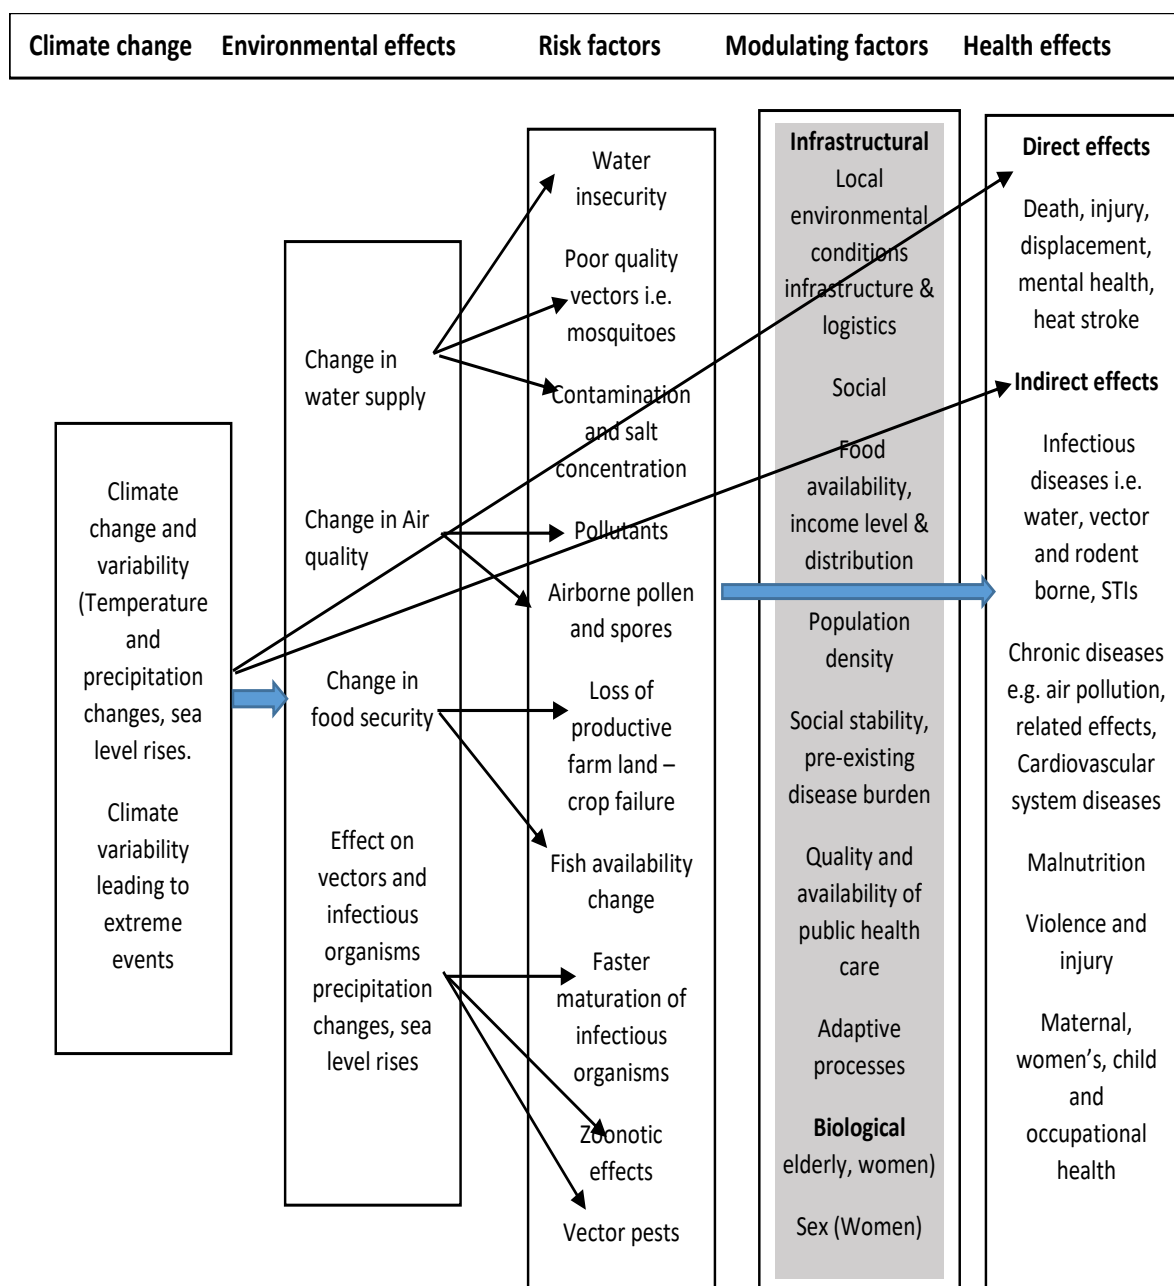 Climate change Environmental effects Risk factors Modulating factors Health effects
Climate
change and
variability
(Temperature
and
precipitation
changes, sea
level rises.
Climate
variability
leading to
extreme
events
Change in
water supply
Change in Air
quality
Change in
food security
Effect on
vectors and
infectious
organisms
precipitation
changes, sea
level rises
Water
insecurity
Poor quality
vectors i.e.
mosquitoes
Contamination
and salt
concentration
Pollutants
Airborne pollen
and spores
Loss of
productive
farm land –
crop failure
Fish availability
change
Faster
maturation of
infectious
organisms
Zoonotic
effects
Vector pests
Infrastructural
Local
environmental
conditions
infrastructure &
logistics
Social
Food
availability,
income level &
distribution
Population
density
Social stability,
pre-existing
disease burden
Quality and
availability of
public health
care
Adaptive
processes
Biological
elderly, women)
Sex (Women)
Direct effects
Death, injury,
displacement,
mental health,
heat stroke
Indirect effects
Infectious
diseases i.e.
water, vector
and rodent
borne, STIs
Chronic diseases
e.g. air pollution,
related effects,
Cardiovascular
system diseases
Malnutrition
Violence and
injury
Maternal,
women’s, child
and
occupational
health